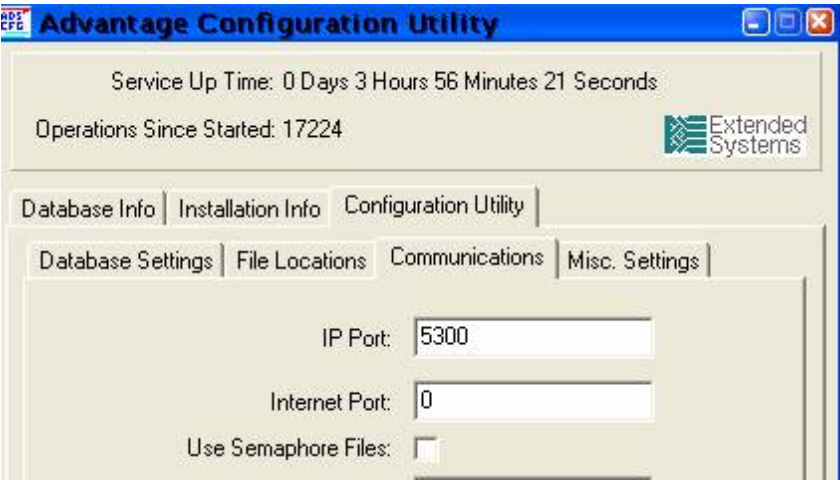 ADS
CFG
Advantage Configuration Utility
Service Up Time: 0 Days 3 Hours 56 Minutes 21 Seconds
Operations Since Started: 17224
Extended
Systems
Database Info Installation Info Configuration Utility
Database Settings File Locations Communications Misc. Settings
IP Port: 5300
Internet Port: 0
Use Semaphore Files: